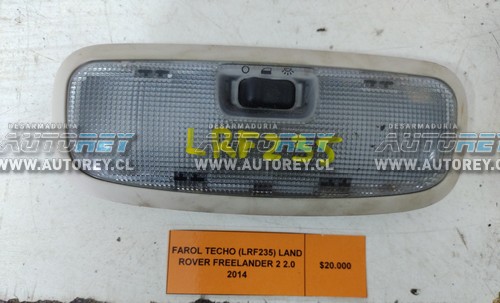 LRF235
DESARMADURIA DESARMADURIA DESARMADURIA
AUTOREY AUTOREY AUTOREY
WWW.AUTOREY.CL WWW.AUTOREY.CL WWW.AUTOREY.CL
FAROL TECHO (LRF235) LAND
ROVER FREELANDER 2 2.0
2014
$20.000